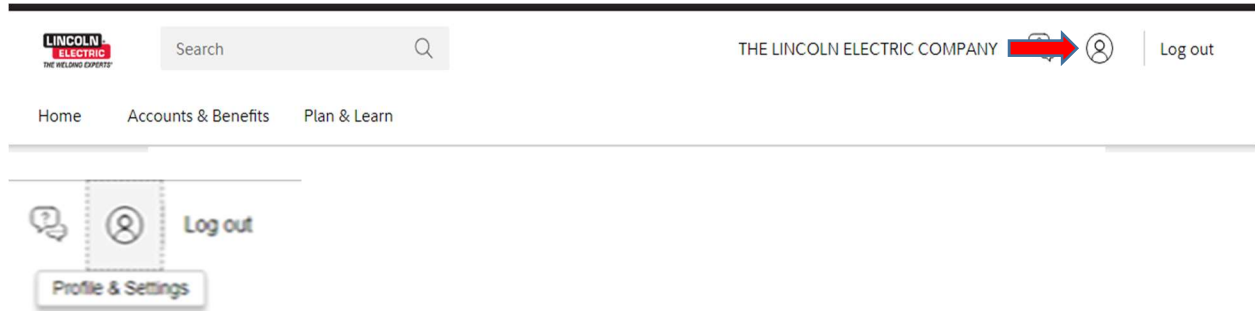 LINCOLN
ELECTRIC
THE WELDING EXPERTS®
Search
THE LINCOLN ELECTRIC COMPANY
Log out
Home Accounts & Benefits Plan & Learn
Log out
Profile & Settings